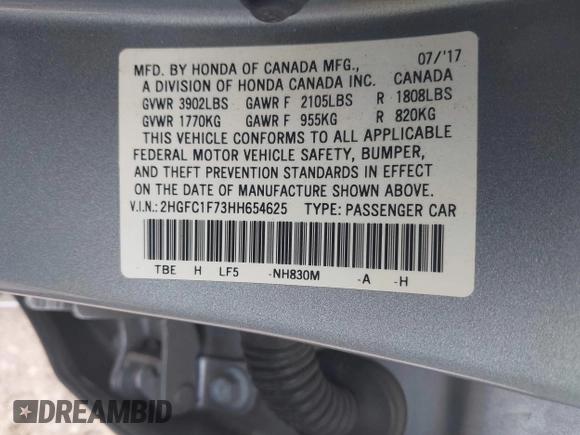 MFD. BY HONDA OF CANADA MFG., 07/'17
A DIVISION OF HONDA CANADA INC. CANADA
GVWR 3902LBS GAWR F 2105LBS R 1808LBS
GVWR 1770KG GAWR F 955KG R 820KG
THIS VEHICLE CONFORMS TO ALL APPLICABLE
FEDERAL MOTOR VEHICLE SAFETY, BUMPER,
AND THEFT PREVENTION STANDARDS IN EFFECT
ON THE DATE OF MANUFACTURE SHOWN ABOVE.
V.I.N.: 2HGFC1F73HH654625 TYPE: PASSENGER CAR
TBE H LF5 -NH830M -A -H
DREAMBID